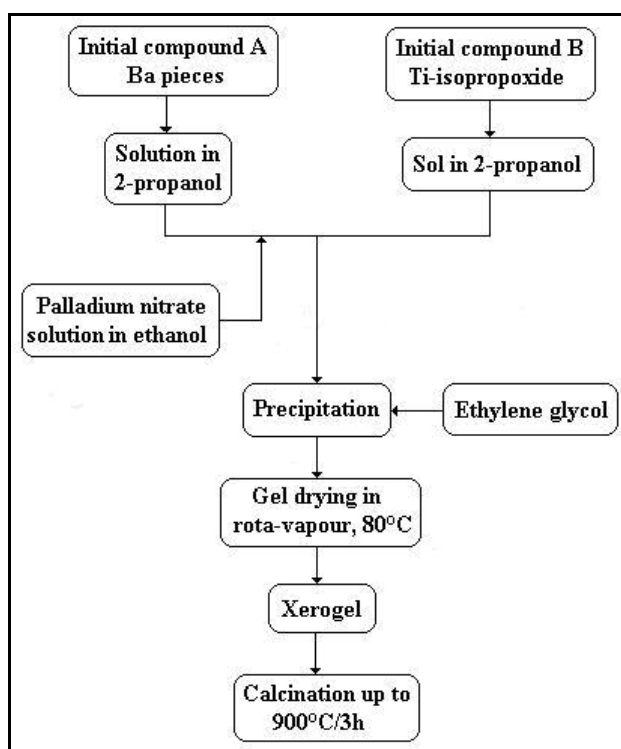 Initial compound A
Ba pieces
Initial compound B
Ti-isopropoxide
Solution in
2-propanol
Sol in 2-propanol
Palladium nitrate
solution in ethanol
Precipitation
Ethylene glycol
Gel drying in
rota-vapour, 80°C
Xerogel
Calcination up to
900°C/3h